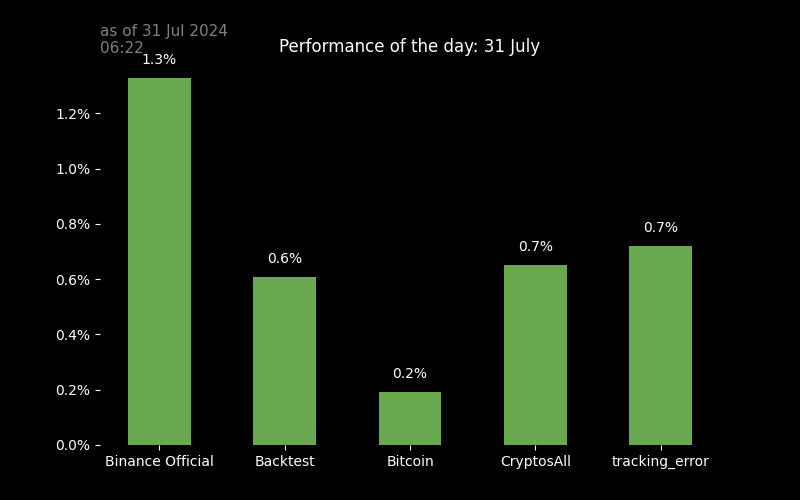 as of 31 Jul 2024
06:22
Performance of the day: 31 July
1.3%
0.6%
0.2%
0.7%
0.7%
1.2%
1.0%
0.8%
0.6%
0.4%
0.2%
0.0%
Binance Official
Backtest
Bitcoin
CryptosAll
tracking_error